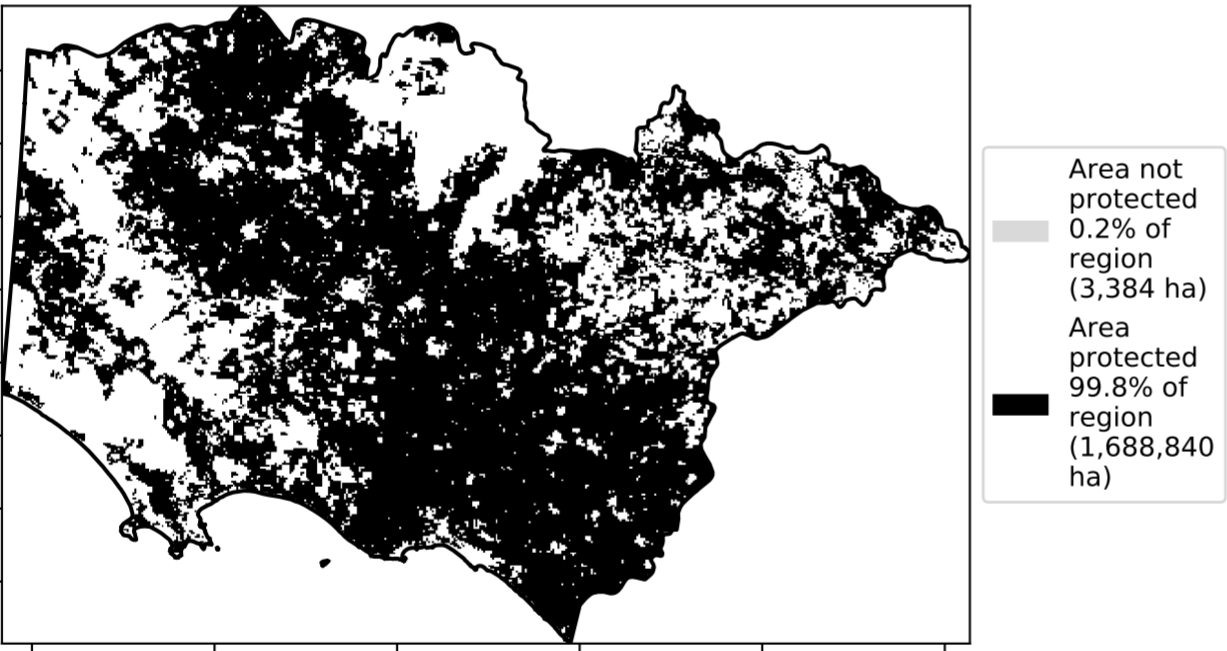 Area not
protected
0.2% of
region
(3,384 ha)
Area
protected
99.8% of
region
(1,688,840
ha)